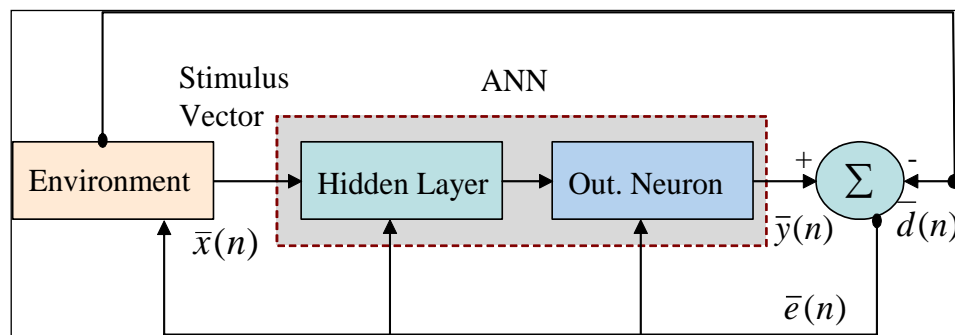 Stimulus
Vector
ANN
Environment
Hidden Layer
Out. Neuron
+
Σ
-
x̅(n)
y̅(n)
d̅(n)
e̅(n)